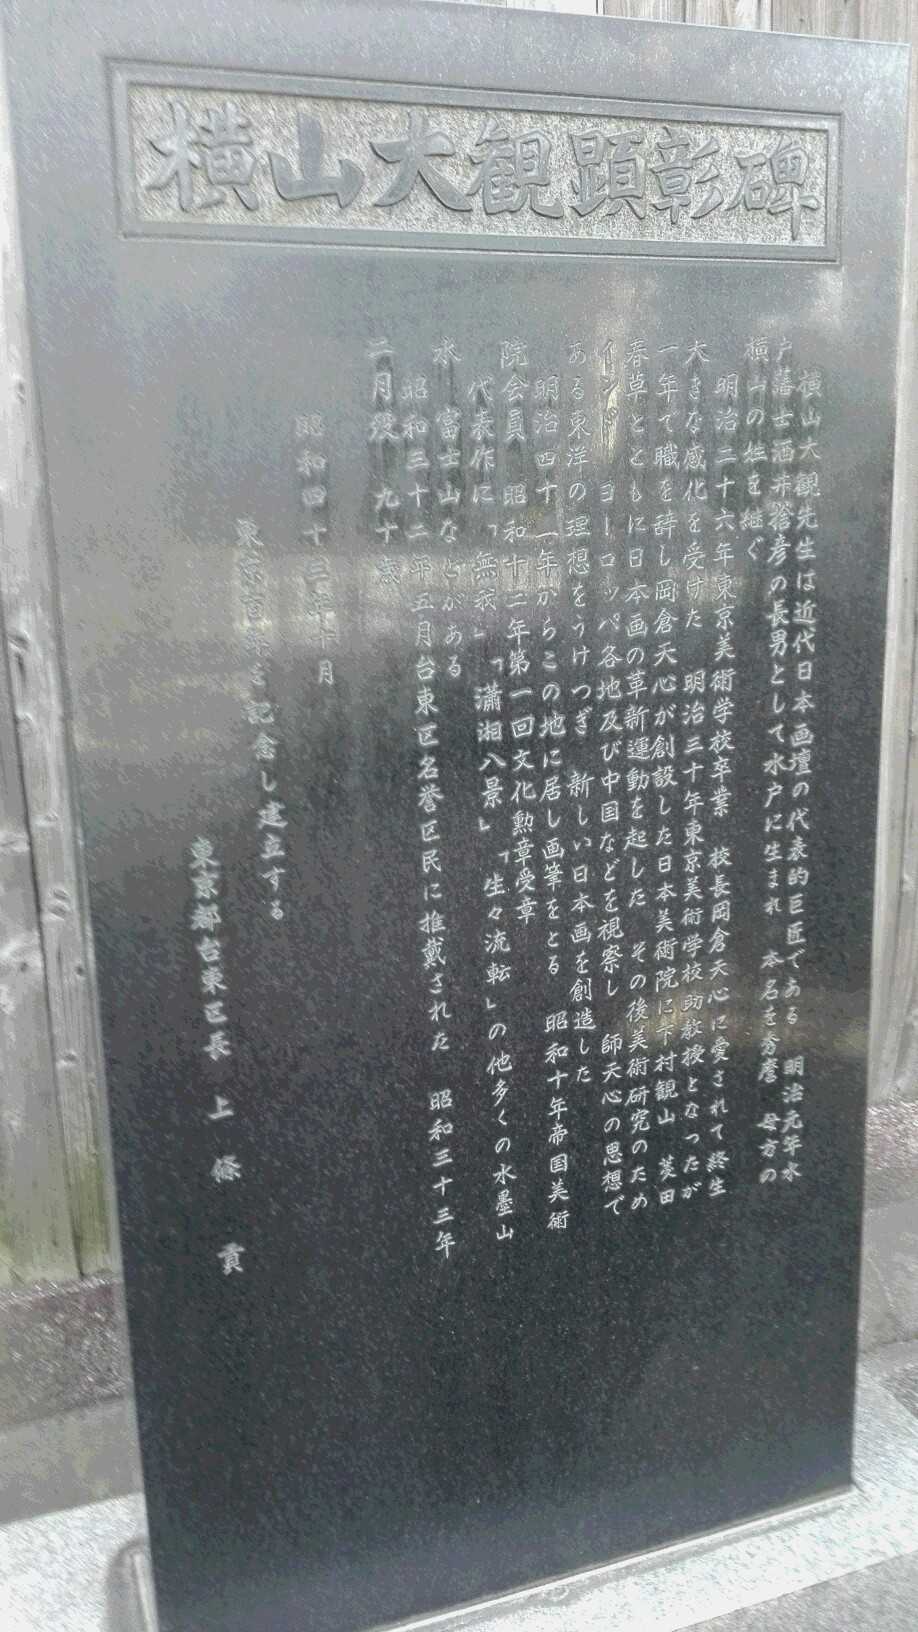 横山大観顕彰碑
横山大観先生は近代日本画壇の代表的巨匠である　明治元年水
戸藩士酒井捨彦の長男として水戸に生まれ　本名を秀麿　母方の
横山の姓を継ぐ
明治二十六年東京美術学校卒業　校長岡倉天心に愛されて終生
大きな感化を受けた　明治三十年東京美術学校助教授となったが
一年で職を辞し岡倉天心が創設した日本美術院に下村観山　菱田
春草とともに日本画の革新運動を起した　その後美術研究のため
インド　ヨーロッパ各地及び中国などを視察し　師天心の思想で
ある東洋の理想をうけつぎ　新しい日本画を創造した
明治四十一年からこの地に居し画筆をとる　昭和十年帝国美術
院会員　昭和十二年第一回文化勲章受章
代表作に「無我」「瀟湘八景」「生々流転」の他多くの水墨山
水　富士山などがある
昭和三十二年五月台東区名誉区民に推戴された　昭和三十三年
二月没　九十歳
昭和四十三年十月
東京百年を記念し建立する
東京都台東区長　上條　貢